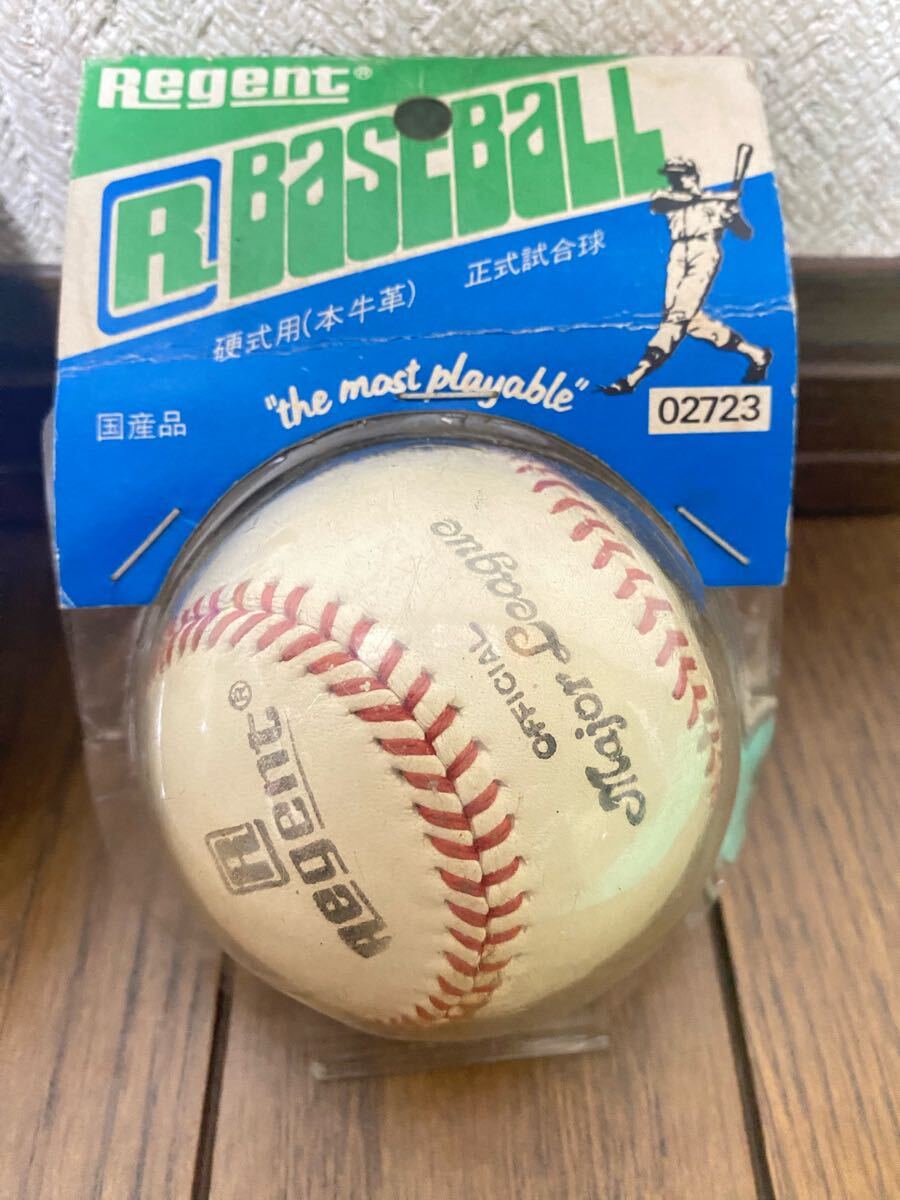 Regent®
R BASEBALL
硬式用(本牛革) 正式試合球
"the most playable"
国産品
02723
Major League
OFFICIAL
Regent®
R